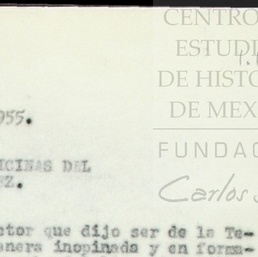 CENTRO
ESTUDI
DE HISTO
DE MEX
FUNDAC
Carlos S
955.
ICINAS DEL
EZ.
ctor que dijo ser de la Te-
anera inopinada y en forma-